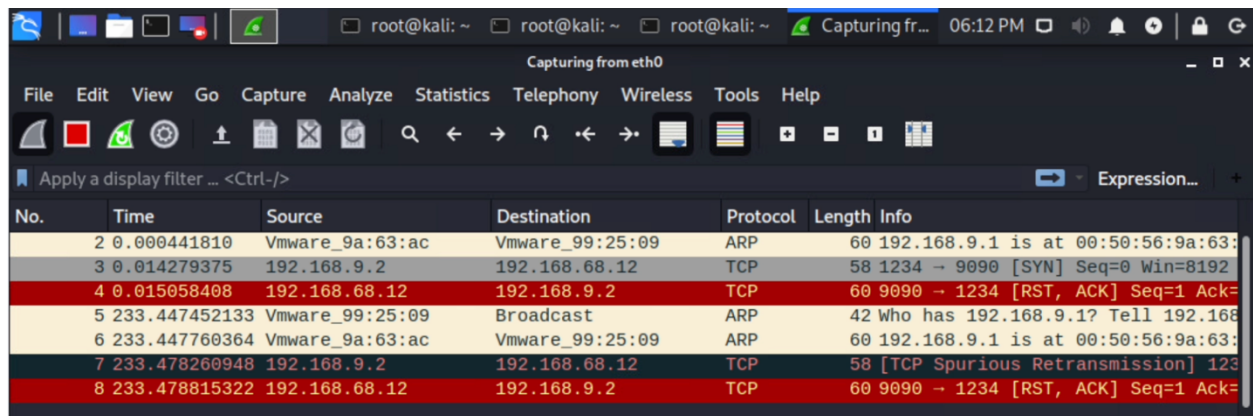 root@kali: ~ root@kali: ~ root@kali: ~ Capturing fr... 06:12 PM
Capturing from eth0
File Edit View Go Capture Analyze Statistics Telephony Wireless Tools Help
Apply a display filter ... <Ctrl-/> Expression... +
No. Time Source Destination Protocol Length Info
2 0.000441810 Vmware_9a:63:ac Vmware_99:25:09 ARP 60 192.168.9.1 is at 00:50:56:9a:63:
3 0.014279375 192.168.9.2 192.168.68.12 TCP 58 1234 → 9090 [SYN] Seq=0 Win=8192
4 0.015058408 192.168.68.12 192.168.9.2 TCP 60 9090 → 1234 [RST, ACK] Seq=1 Ack=
5 233.447452133 Vmware_99:25:09 Broadcast ARP 42 Who has 192.168.9.1? Tell 192.168
6 233.447760364 Vmware_9a:63:ac Vmware_99:25:09 ARP 60 192.168.9.1 is at 00:50:56:9a:63:
7 233.478260948 192.168.9.2 192.168.68.12 TCP 58 [TCP Spurious Retransmission] 123
8 233.478815322 192.168.68.12 192.168.9.2 TCP 60 9090 → 1234 [RST, ACK] Seq=1 Ack=